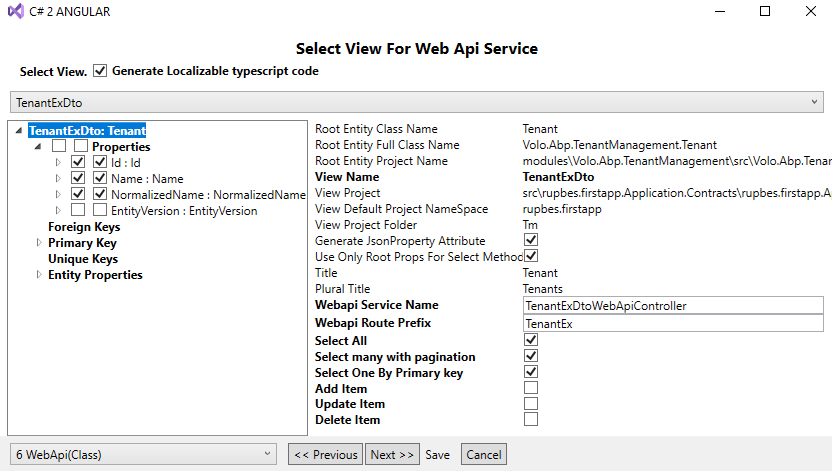 C# 2 ANGULAR
Select View For Web Api Service
Select View. Generate Localizable typescript code
TenantExDto
TenantExDto: Tenant
Properties
Id : Id
Name : Name
NormalizedName : NormalizedName
EntityVersion : EntityVersion
Foreign Keys
Primary Key
Unique Keys
Entity Properties
Root Entity Class Name Tenant
Root Entity Full Class Name Volo.Abp.TenantManagement.Tenant
Root Entity Project Name modules\Volo.Abp.TenantManagement\src\Volo.Abp.Tenan
View Name TenantExDto
View Project src\rupbes.firstapp.Application.Contracts\rupbes.firstapp.A
View Default Project NameSpace rupbes.firstapp
View Project Folder Tm
Generate JsonProperty Attribute
Use Only Root Props For Select Method
Title Tenant
Plural Title Tenants
Webapi Service Name TenantExDtoWebApiController
Webapi Route Prefix TenantEx
Select All
Select many with pagination
Select One By Primary key
Add Item
Update Item
Delete Item
6 WebApi(Class) << Previous Next >> Save Cancel